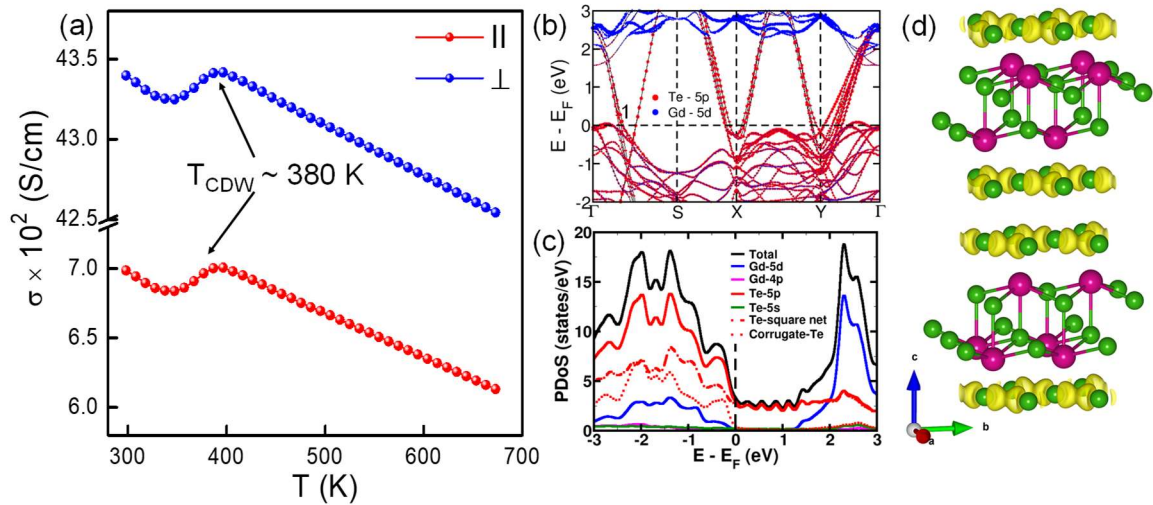 (a)
||
⊥
σ × 10² (S/cm)
43.5
43.0
42.5
7.0
6.5
6.0
T_CDW ~ 380 K
300 400 500 600 700
T (K)
(b)
E - E_F (eV)
3
2
1
0
-1
-2
1
Te - 5p
Gd - 5d
Γ S X Y Γ
(c)
PDoS (states/eV)
20
15
10
5
0
Total
Gd-5d
Gd-4p
Te-5p
Te-5s
Te-square net
Corrugate-Te
-3 -2 -1 0 1 2 3
E - E_F (eV)
(d)
c
b
a